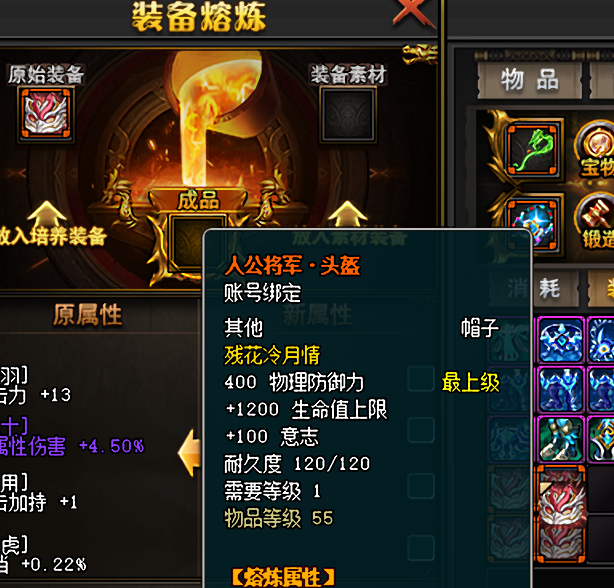 装备熔炼
原始装备
装备素材
成品
放入培养装备
放入素材装备
物品
宝物
锻造
消耗
装
原属性
新属性
羽]
击力 +13
十]
属性伤害 +4.50%
用]
击加持 +1
虎]
+0.22%
人公将军·头盔
账号绑定
其他 帽子
残花冷月情
400 物理防御力 最上级
+1200 生命值上限
+100 意志
耐久度 120/120
需要等级 1
物品等级 55
【熔炼属性】